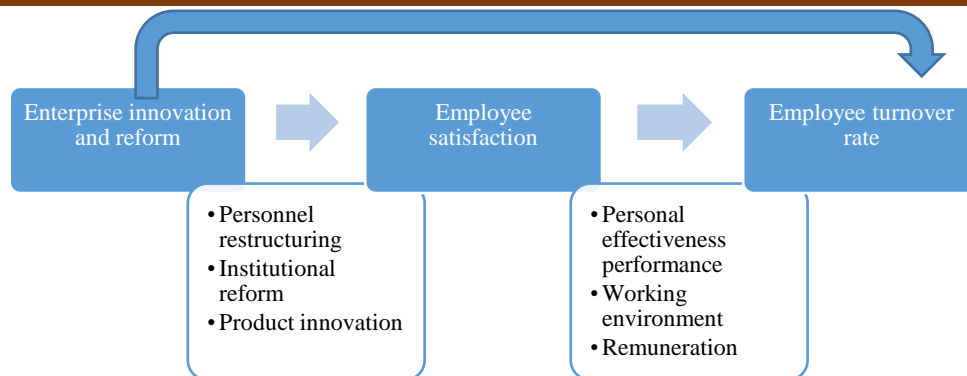 Enterprise innovation
and reform
Employee
satisfaction
Employee turnover
rate
• Personnel
restructuring
• Institutional
reform
• Product innovation
• Personal
effectiveness
performance
• Working
environment
• Remuneration